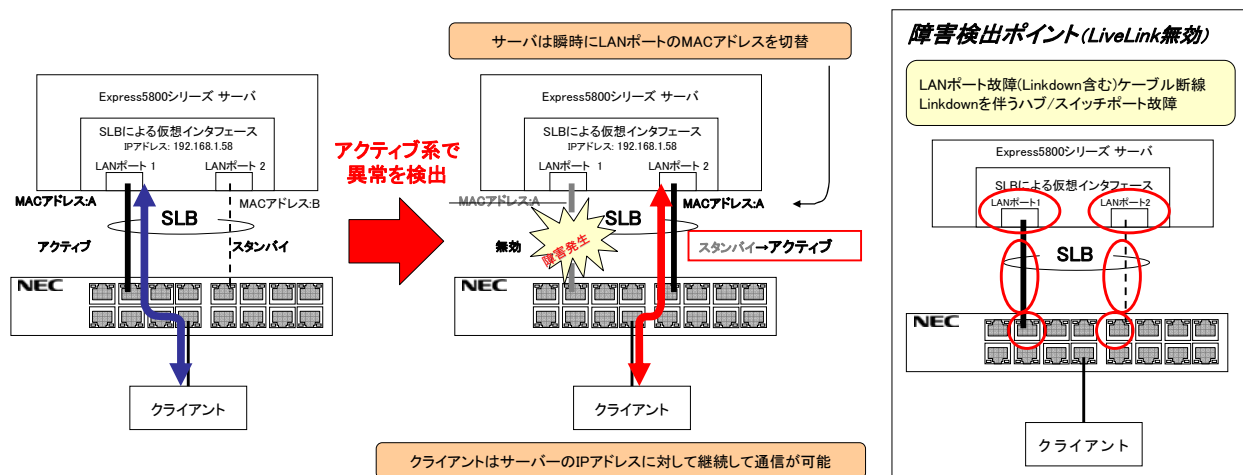 サーバは瞬時にLANポートのMACアドレスを切替
Express5800シリーズ サーバ
SLBによる仮想インタフェース
IPアドレス: 192.168.1.58
LANポート 1
LANポート 2
MACアドレス:A
MACアドレス:B
SLB
アクティブ
スタンバイ
NEC
クライアント
アクティブ系で
異常を検出
Express5800シリーズ サーバ
SLBによる仮想インタフェース
IPアドレス: 192.168.1.58
LANポート 1
LANポート 2
MACアドレス:A
MACアドレス:A
SLB
無効
障害発生
スタンバイ→アクティブ
NEC
クライアント
クライアントはサーバーのIPアドレスに対して継続して通信が可能
障害検出ポイント(LiveLink無効)
LANポート故障(Linkdown含む)ケーブル断線
Linkdownを伴うハブ/スイッチポート故障
Express5800シリーズ サーバ
SLBによる仮想インタフェース
LANポート1
LANポート2
SLB
NEC
クライアント